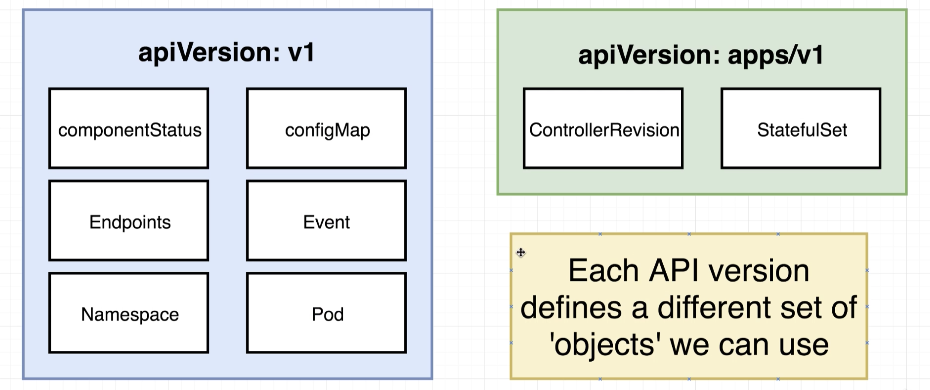 apiVersion: v1
componentStatus
configMap
Endpoints
Event
Namespace
Pod
apiVersion: apps/v1
ControllerRevision
StatefulSet
Each API version
defines a different set of
'objects' we can use